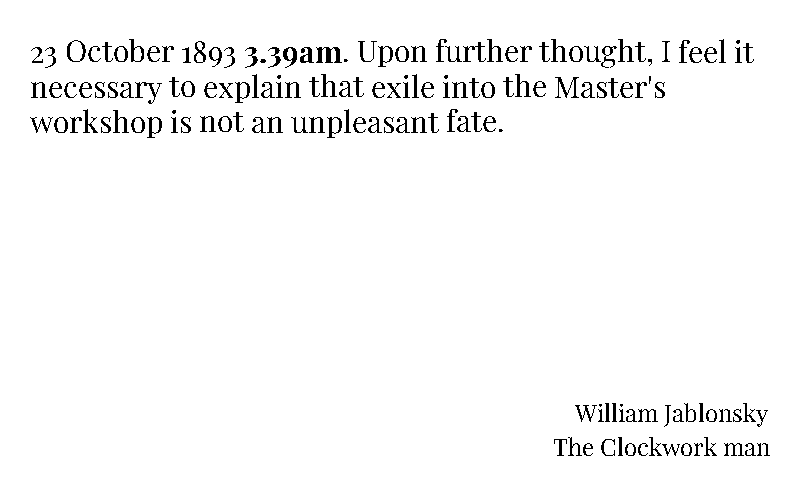 23 October 1893 3.39am. Upon further thought, I feel it
necessary to explain that exile into the Master's
workshop is not an unpleasant fate.
William Jablonsky
The Clockwork man